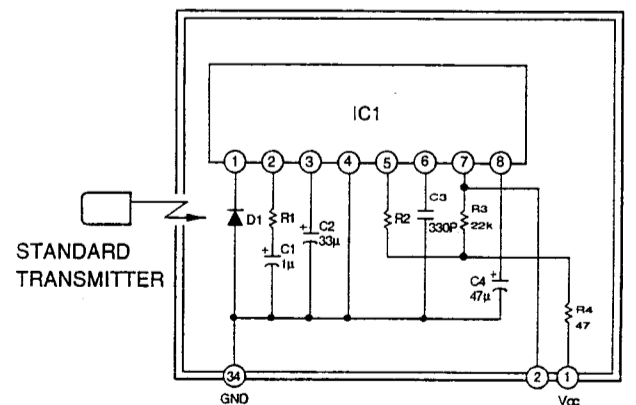 IC1
1 2 3 4 5 6 7 8
D1
R1
C1
1μ
C2
33μ
R2
C3
330P
R3
22k
C4
47μ
R4
47
STANDARD
TRANSMITTER
34 2 1
GND Vcc